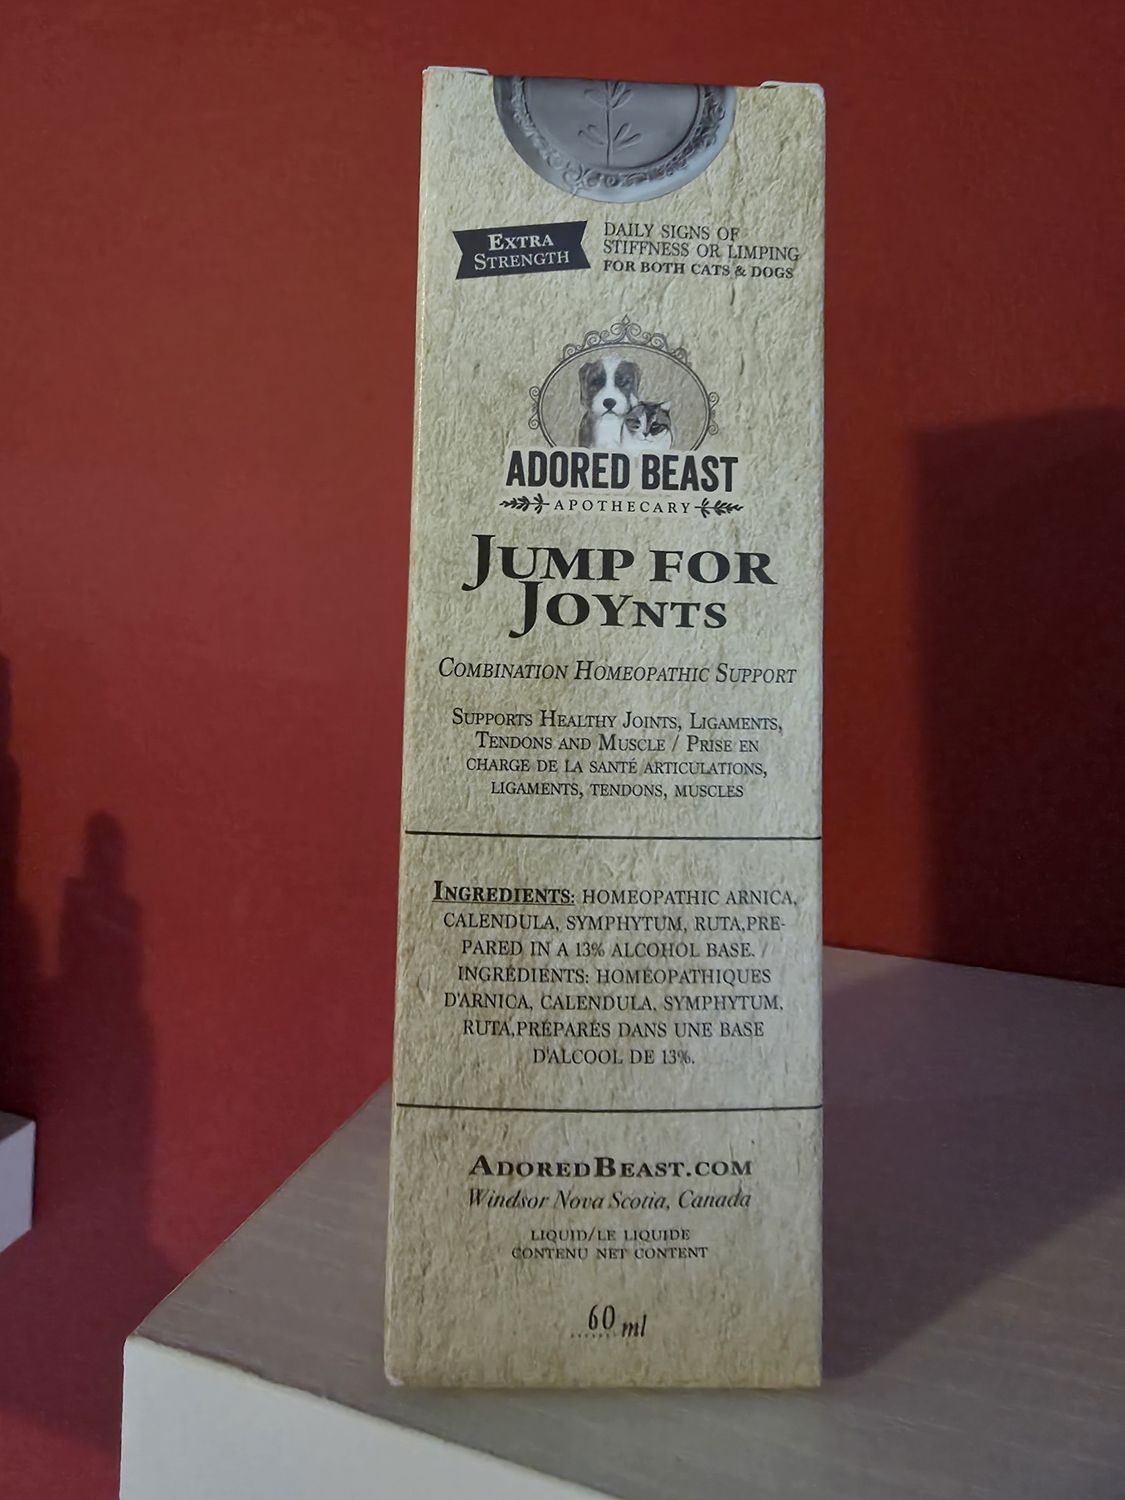 EXTRA
STRENGTH
DAILY SIGNS OF
STIFFNESS OR LIMPING
FOR BOTH CATS & DOGS
ADORED BEAST
APOTHECARY
JUMP FOR
JOYNTS
COMBINATION HOMEOPATHIC SUPPORT
SUPPORTS HEALTHY JOINTS, LIGAMENTS,
TENDONS AND MUSCLE / PRISE EN
CHARGE DE LA SANTÉ ARTICULATIONS,
LIGAMENTS, TENDONS, MUSCLES
INGREDIENTS: HOMEOPATHIC ARNICA,
CALENDULA, SYMPHYTUM, RUTA,PRE-
PARED IN A 13% ALCOHOL BASE. /
INGRÉDIENTS: HOMÉOPATHIQUES
D'ARNICA, CALENDULA, SYMPHYTUM,
RUTA,PRÉPARÉS DANS UNE BASE
D'ALCOOL DE 13%.
ADOREDBEAST.COM
Windsor Nova Scotia, Canada
LIQUID/LE LIQUIDE
CONTENU NET CONTENT
60 ml